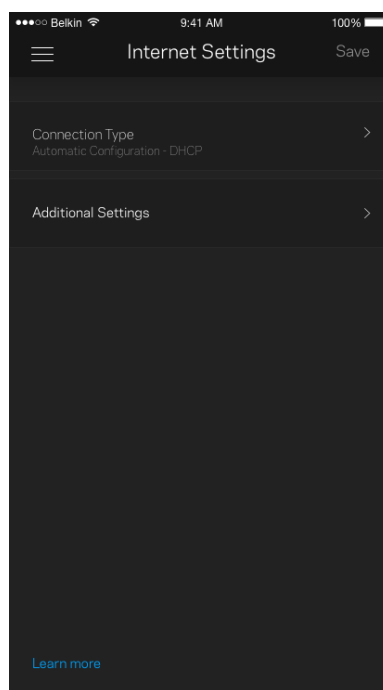 Belkin 9:41 AM 100%
Internet Settings Save
Connection Type
Automatic Configuration - DHCP
Additional Settings
Learn more